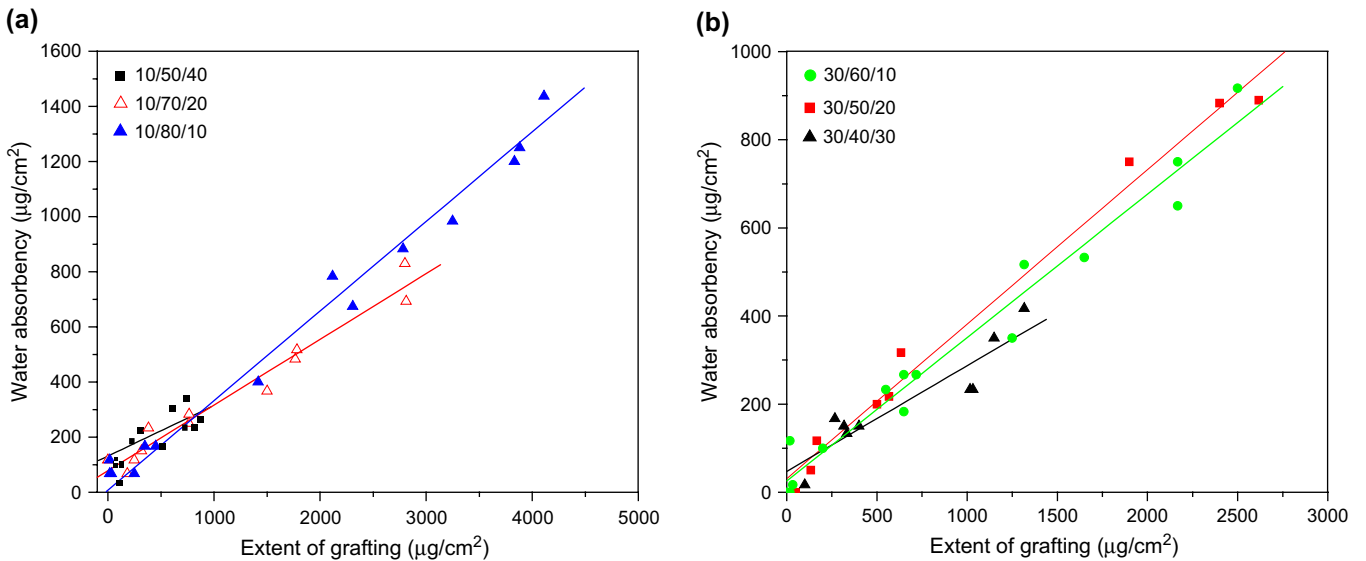 (a)
1600
1400
1200
1000
800
600
400
200
0
Water absorbency (μg/cm²)
10/50/40
10/70/20
10/80/10
0 1000 2000 3000 4000 5000
Extent of grafting (μg/cm²)
(b)
1000
800
600
400
200
0
Water absorbency (μg/cm²)
30/60/10
30/50/20
30/40/30
0 500 1000 1500 2000 2500 3000
Extent of grafting (μg/cm²)